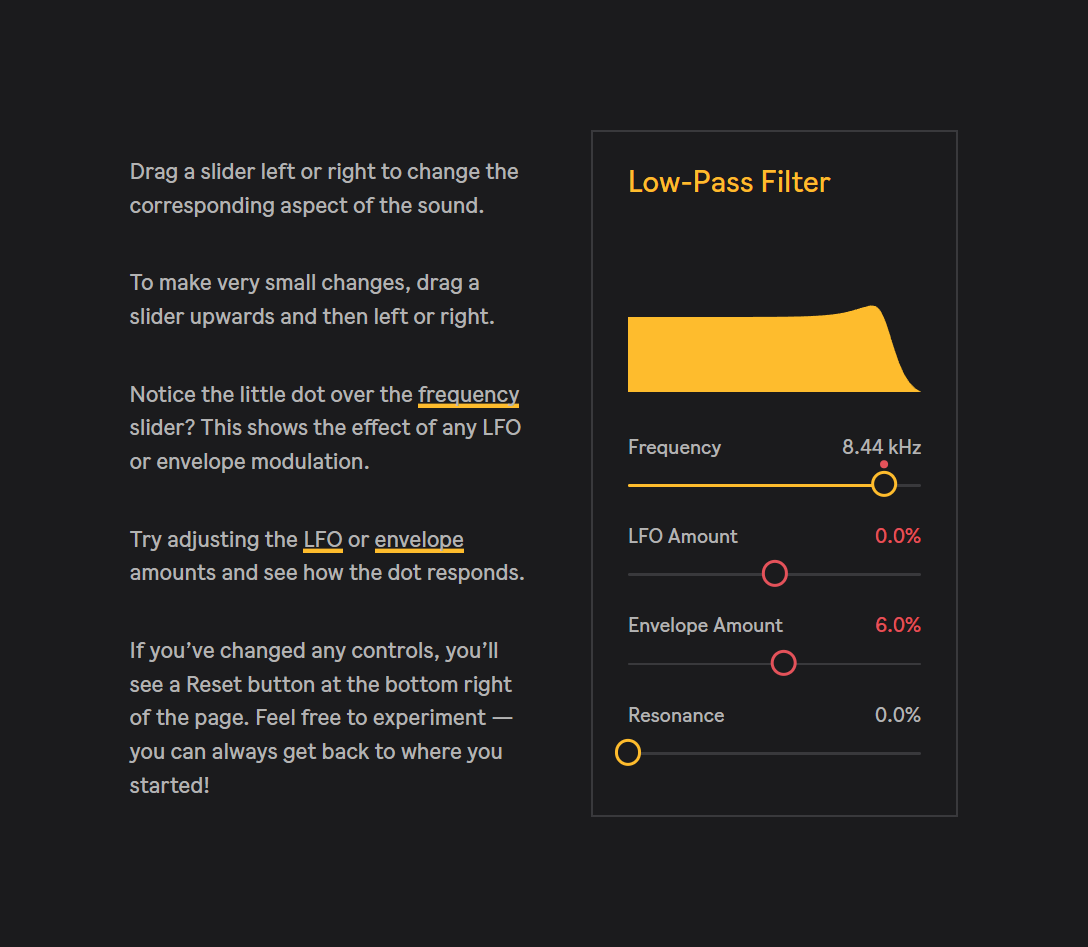 Drag a slider left or right to change the
corresponding aspect of the sound.
To make very small changes, drag a
slider upwards and then left or right.
Notice the little dot over the frequency
slider? This shows the effect of any LFO
or envelope modulation.
Try adjusting the LFO or envelope
amounts and see how the dot responds.
If you’ve changed any controls, you’ll
see a Reset button at the bottom right
of the page. Feel free to experiment —
you can always get back to where you
started!
Low-Pass Filter
Frequency 8.44 kHz
LFO Amount 0.0%
Envelope Amount 6.0%
Resonance 0.0%